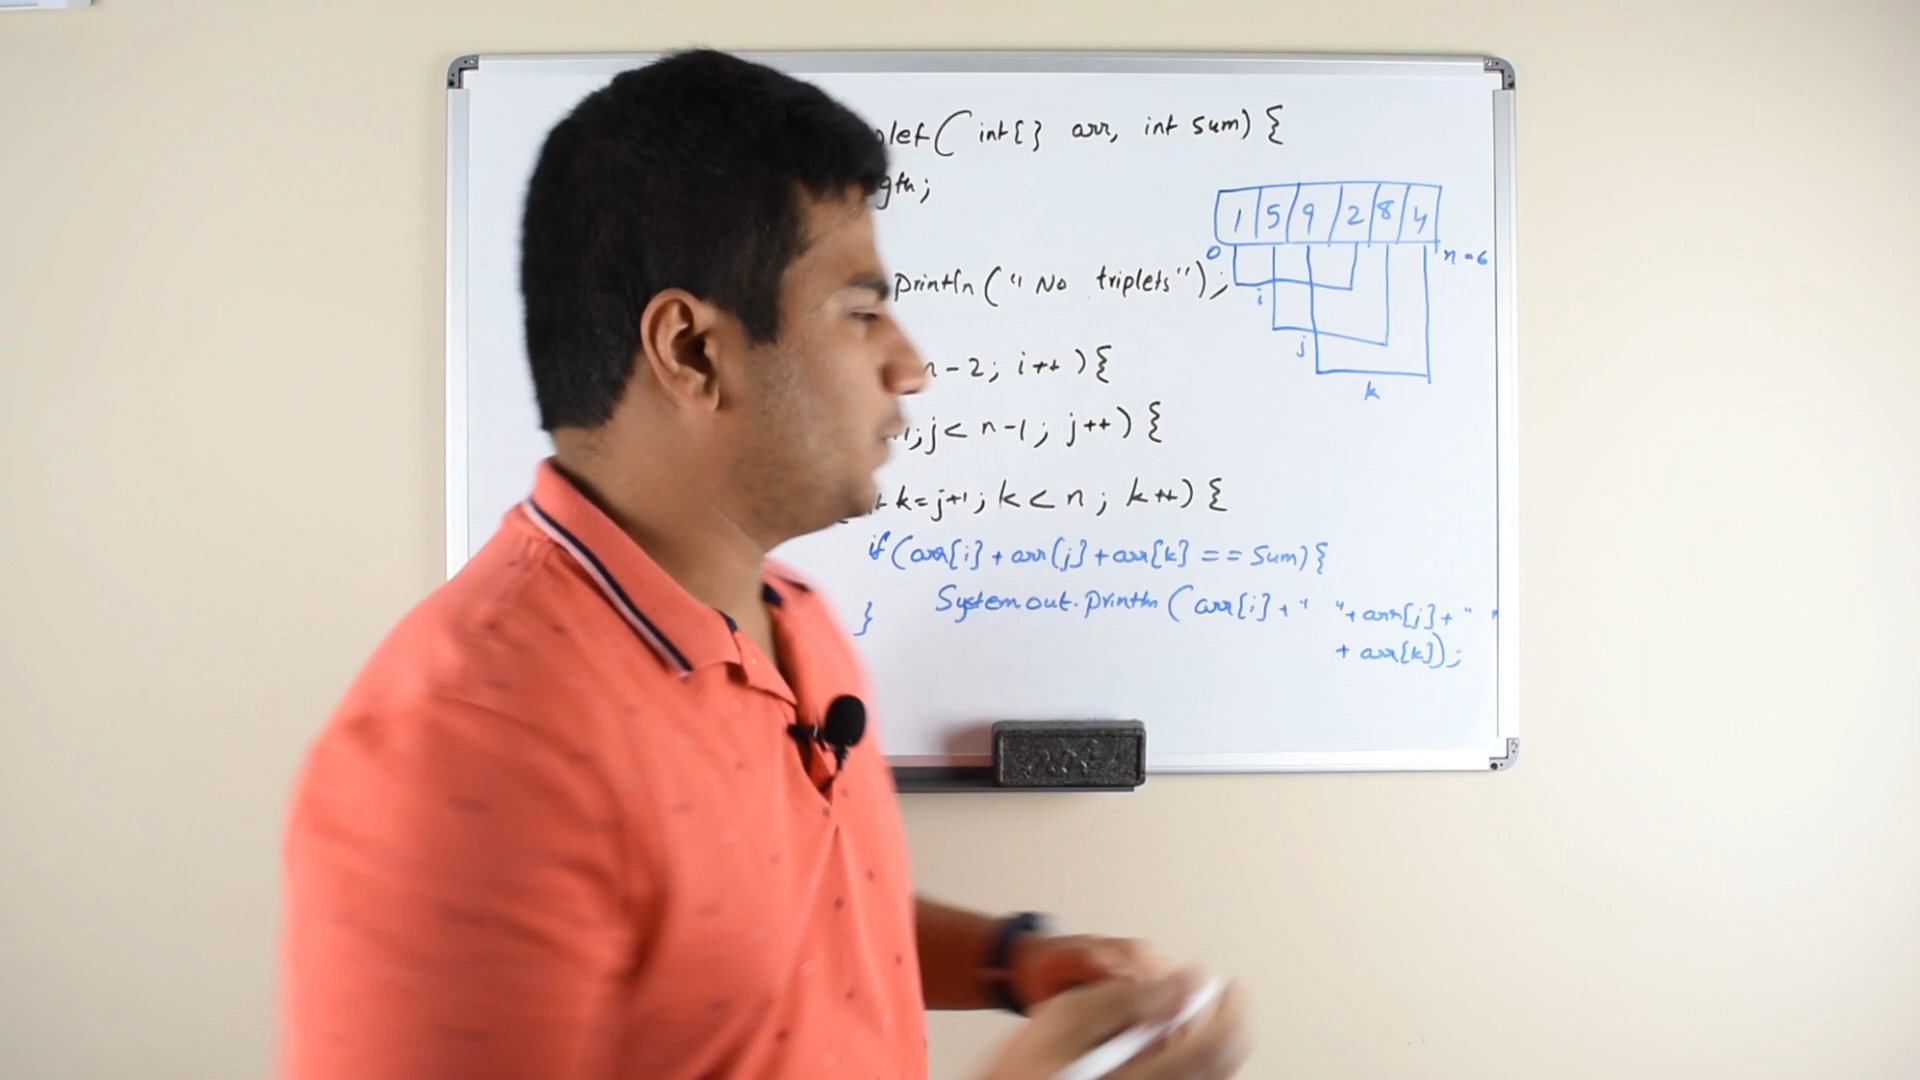 plet( int[] arr, int sum) {
gth;
1 5 9 2 8 4
0
n = 6
println (" No triplets");
i
j
k
n - 2; i++ ) {
1; j < n-1; j++) {
k = j+1; k < n; k++) {
if (arr[i] + arr[j] + arr[k] == sum) {
System out. println (arr[i] + " " + arr[j] + " "
+ arr[k]);
}